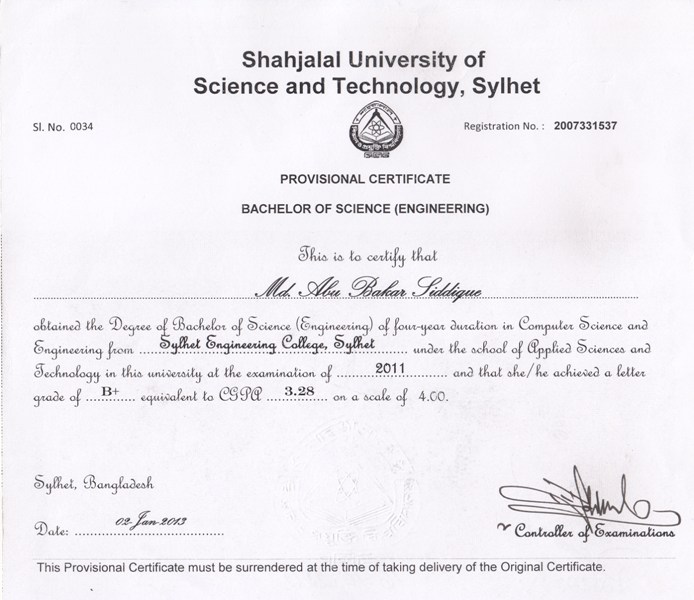 Shahjalal University of
Science and Technology, Sylhet
Sl. No. 0034
Registration No. : 2007331537
PROVISIONAL CERTIFICATE
BACHELOR OF SCIENCE (ENGINEERING)
This is to certify that
Md. Abu Bakar Siddique
obtained the Degree of Bachelor of Science (Engineering) of four-year duration in Computer Science and
Engineering from Sylhet Engineering College, Sylhet under the school of Applied Sciences and
Technology in this university at the examination of 2011 and that she/he achieved a letter
grade of B+ equivalent to CGPA 3.28 on a scale of 4.00.
Sylhet, Bangladesh
Date: 02 Jan 2013
Controller of Examinations
This Provisional Certificate must be surrendered at the time of taking delivery of the Original Certificate.